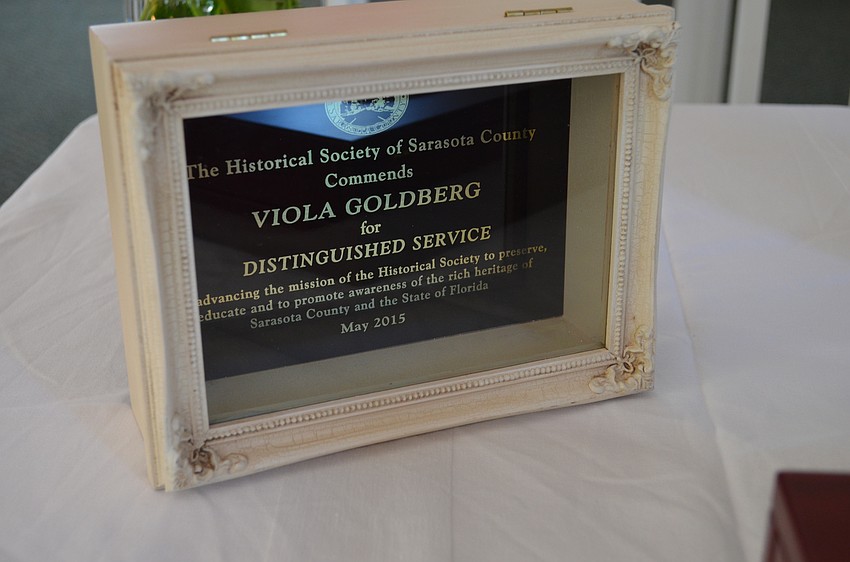 The Historical Society of Sarasota County
Commends
VIOLA GOLDBERG
for
DISTINGUISHED SERVICE
advancing the mission of the Historical Society to preserve,
educate and to promote awareness of the rich heritage of
Sarasota County and the State of Florida
May 2015